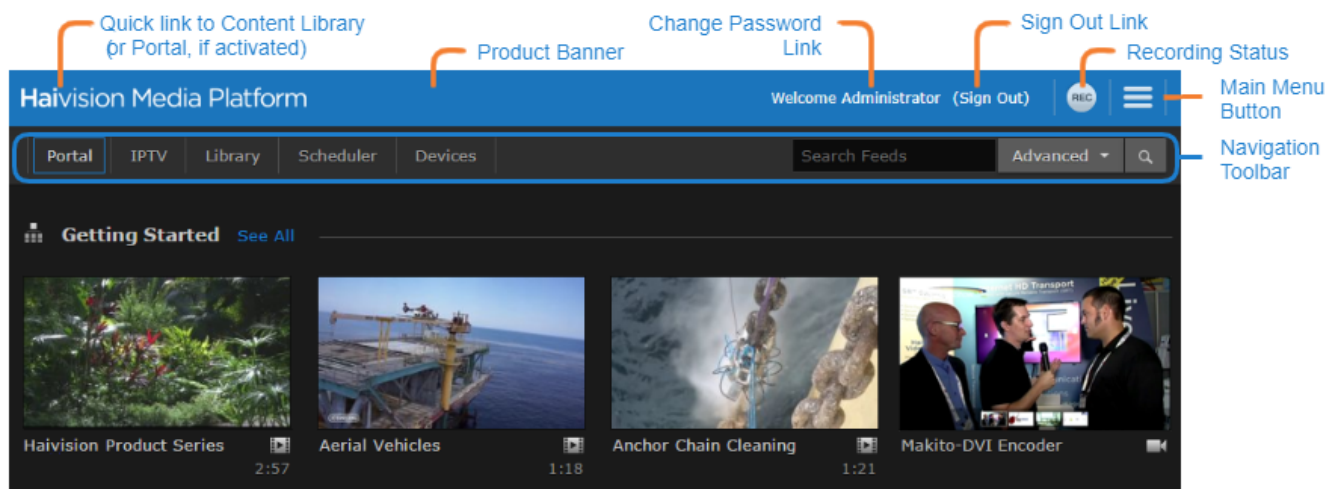 Quick link to Content Library
(or Portal, if activated)
Product Banner
Change Password
Link
Sign Out Link
Recording Status
Main Menu
Button
Navigation
Toolbar
Haivision Media Platform
Welcome Administrator (Sign Out)
REC
Portal IPTV Library Scheduler Devices Search Feeds Advanced
Getting Started See All
HD Transport
Haivision Product Series
2:57
Aerial Vehicles
1:18
Anchor Chain Cleaning
1:21
Makito-DVI Encoder